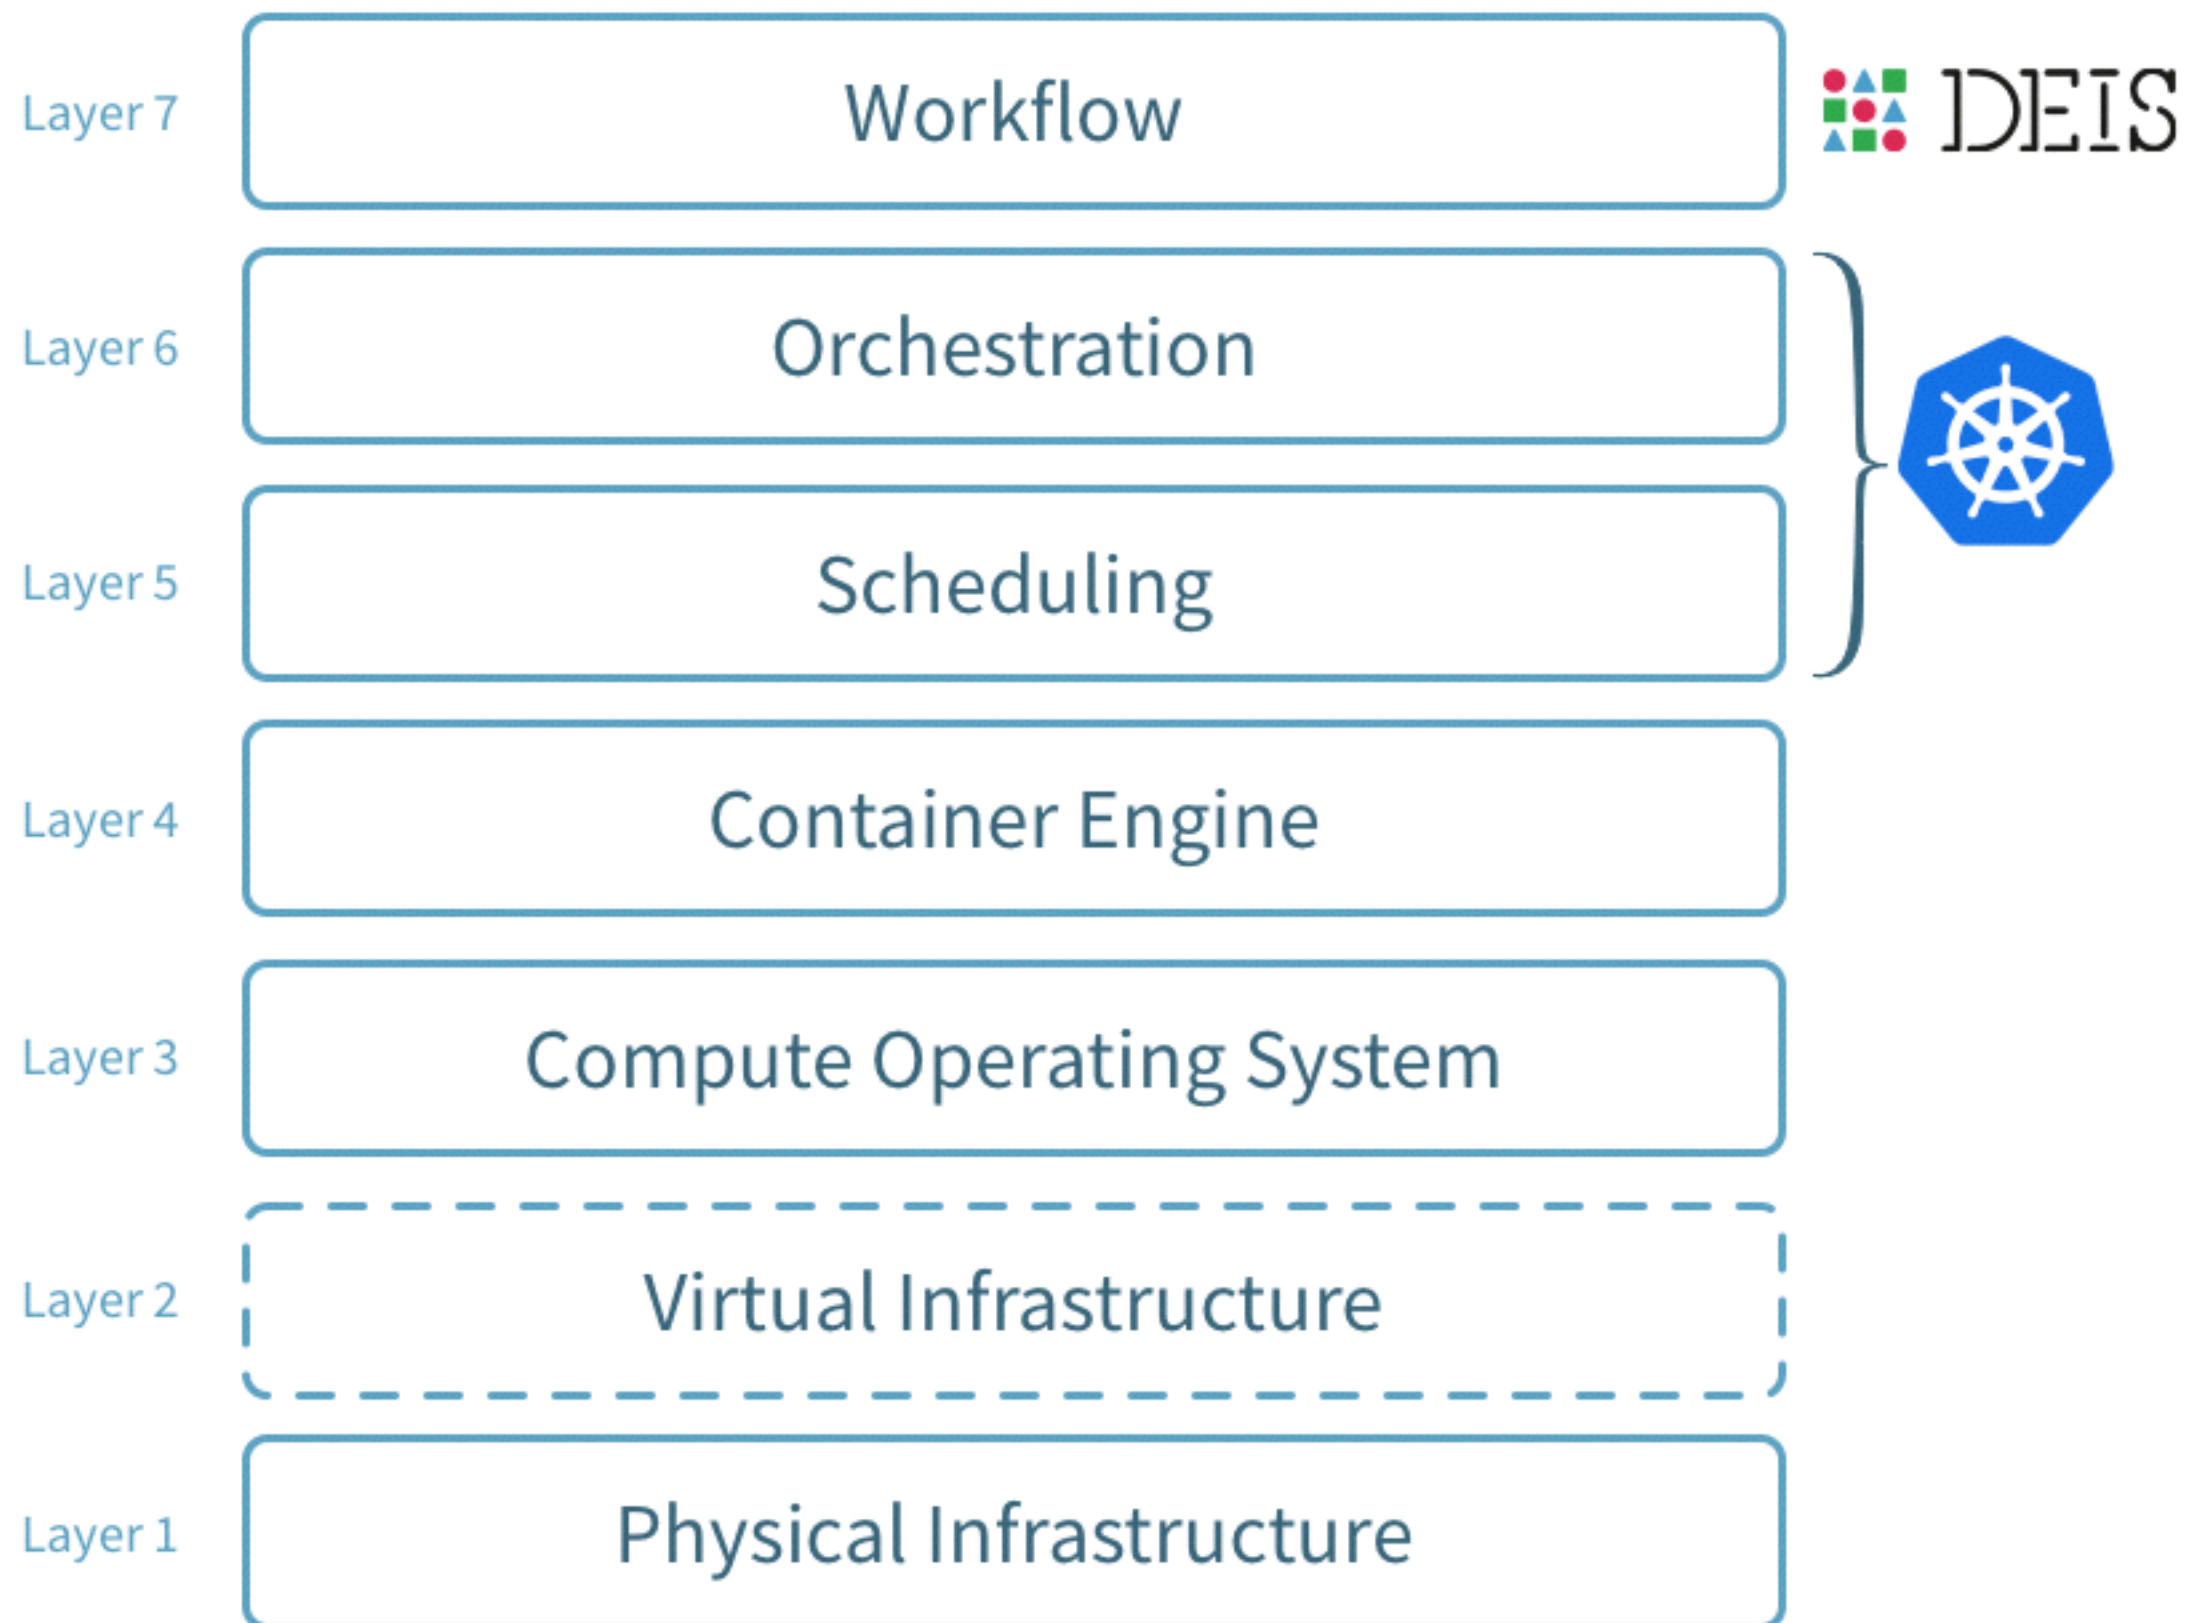 Layer 7 Workflow DEIS
Layer 6 Orchestration
Layer 5 Scheduling
Layer 4 Container Engine
Layer 3 Compute Operating System
Layer 2 Virtual Infrastructure
Layer 1 Physical Infrastructure